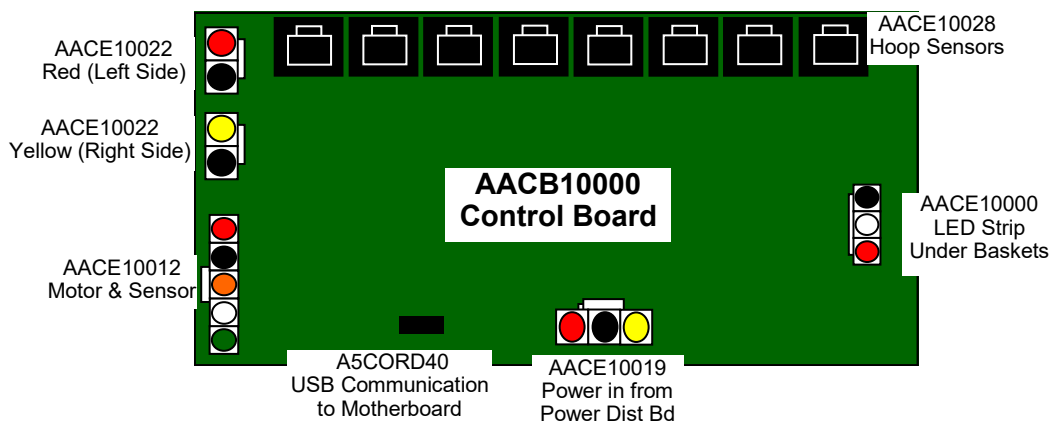 AACE10022
Red (Left Side)
AACE10028
Hoop Sensors
AACE10022
Yellow (Right Side)
AACB10000
Control Board
AACE10000
LED Strip
Under Baskets
AACE10012
Motor & Sensor
A5CORD40
USB Communication
to Motherboard
AACE10019
Power in from
Power Dist Bd